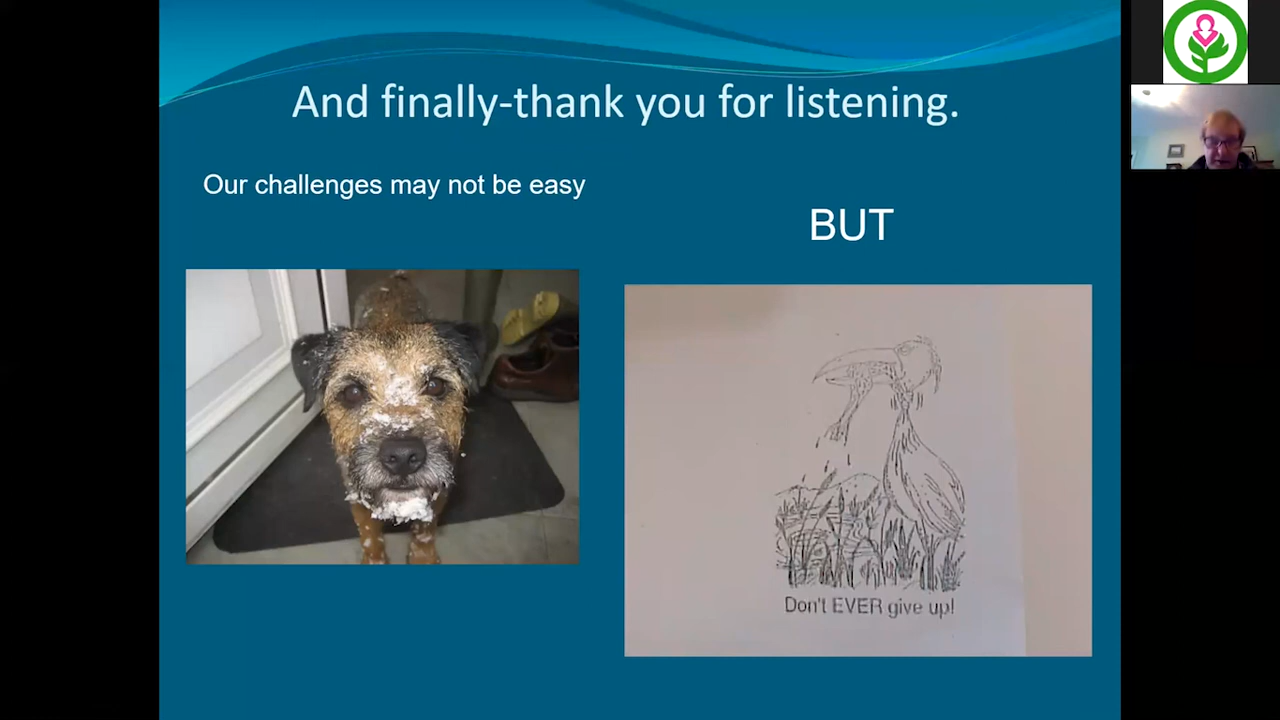 And finally-thank you for listening.
Our challenges may not be easy
BUT
Don't EVER give up!